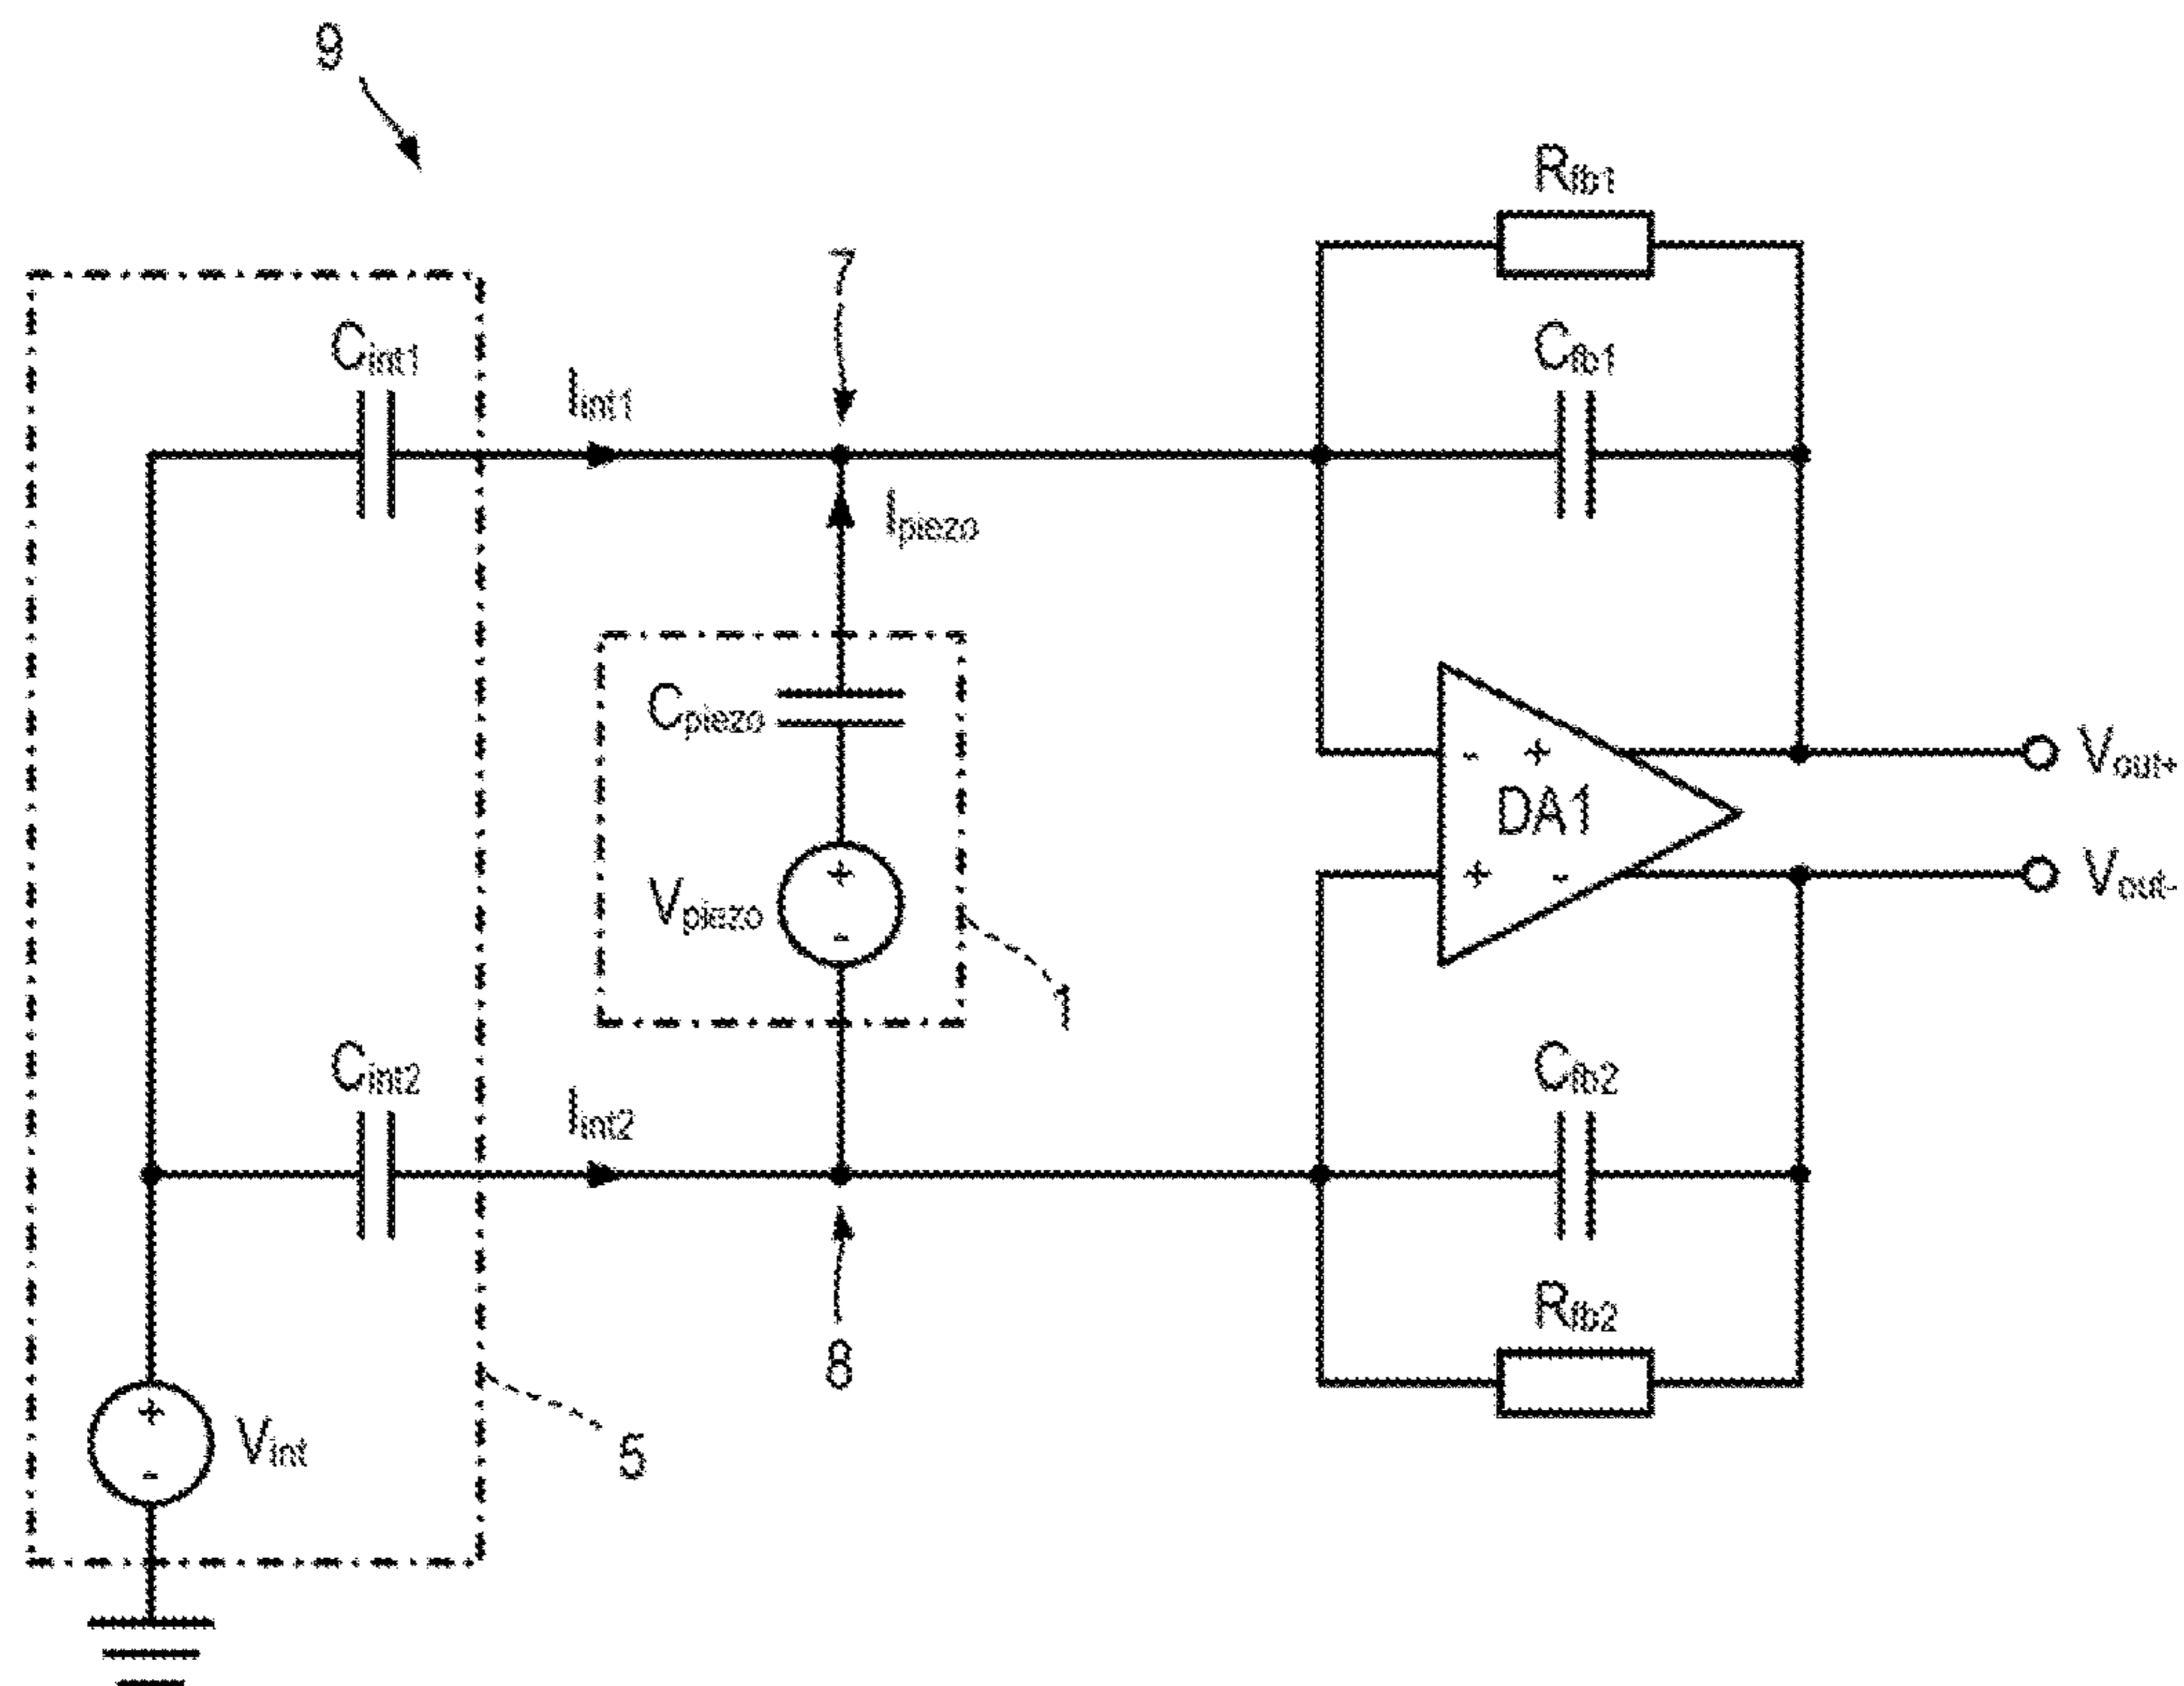 9
Rfb1
7
Cint1
Cfb1
Iint1
Ipiezo
Cpiezo
- +
Vout+
DA1
+
Vpiezo
+ -
Vout-
-
1
Cint2
Cfb2
Iint2
Rfb2
8
+
Vint
-
5